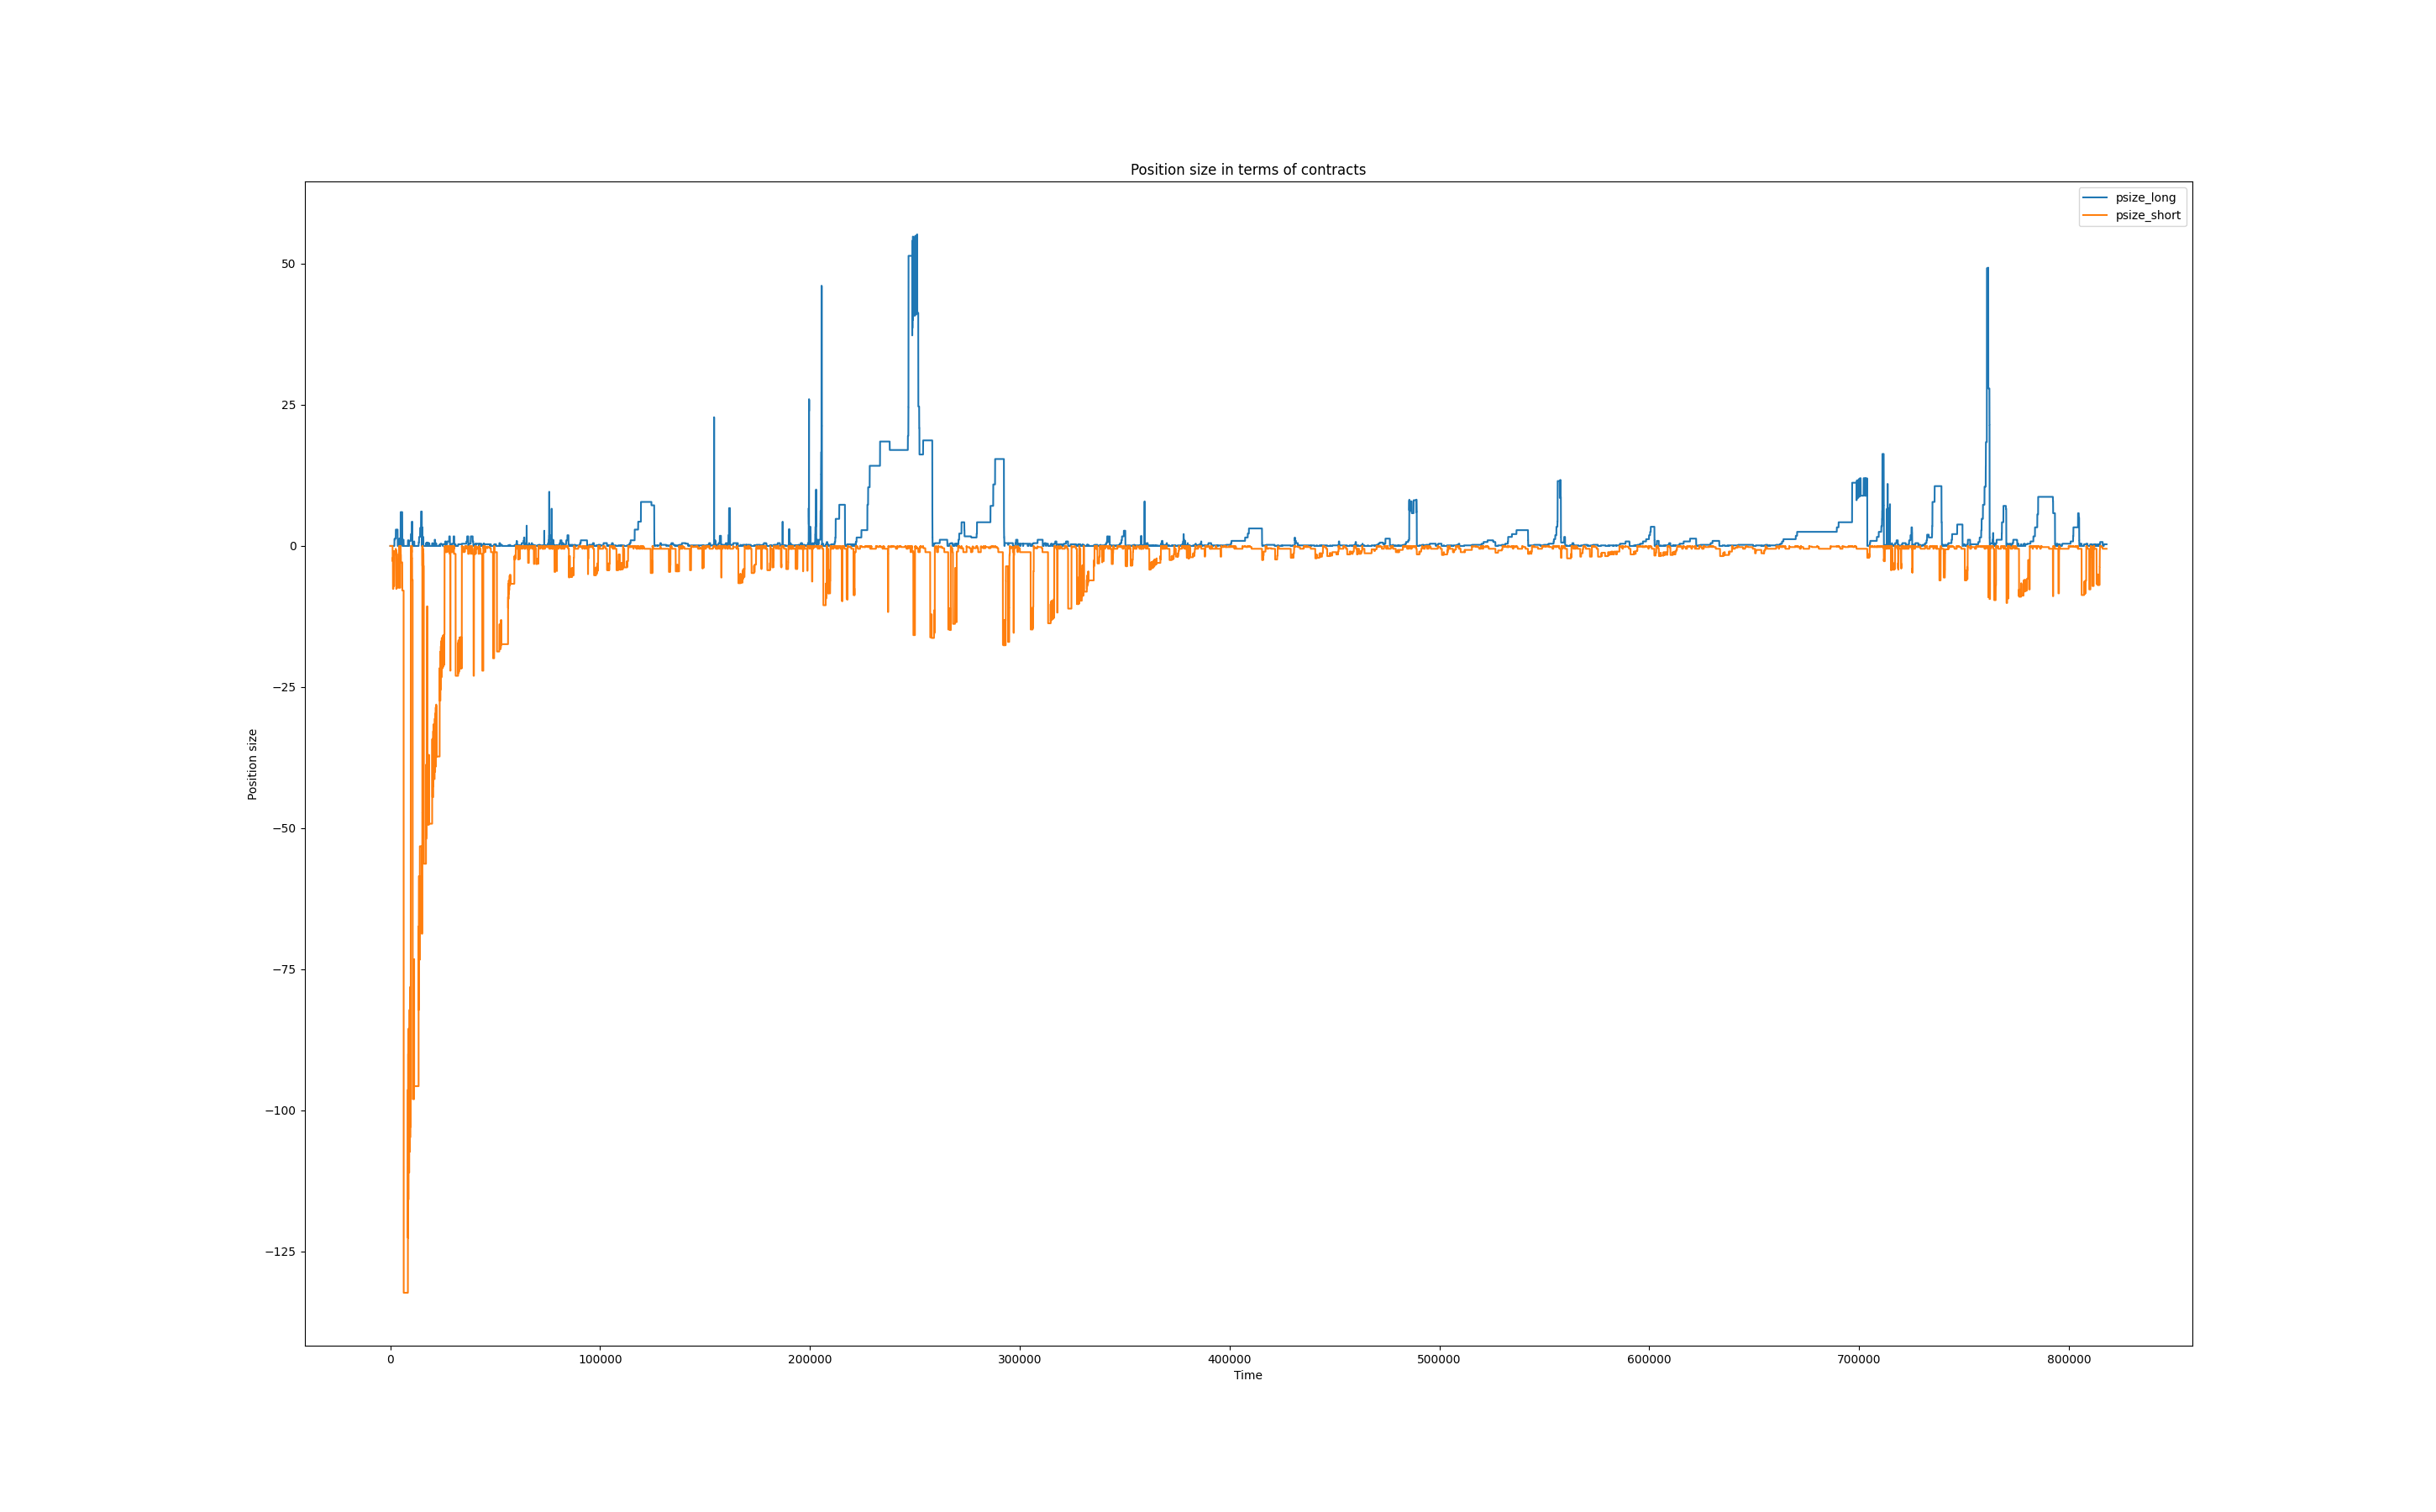 Position size in terms of contracts
psize_long
psize_short
50
25
0
−25
−50
−75
−100
−125
Position size
0 100000 200000 300000 400000 500000 600000 700000 800000
Time